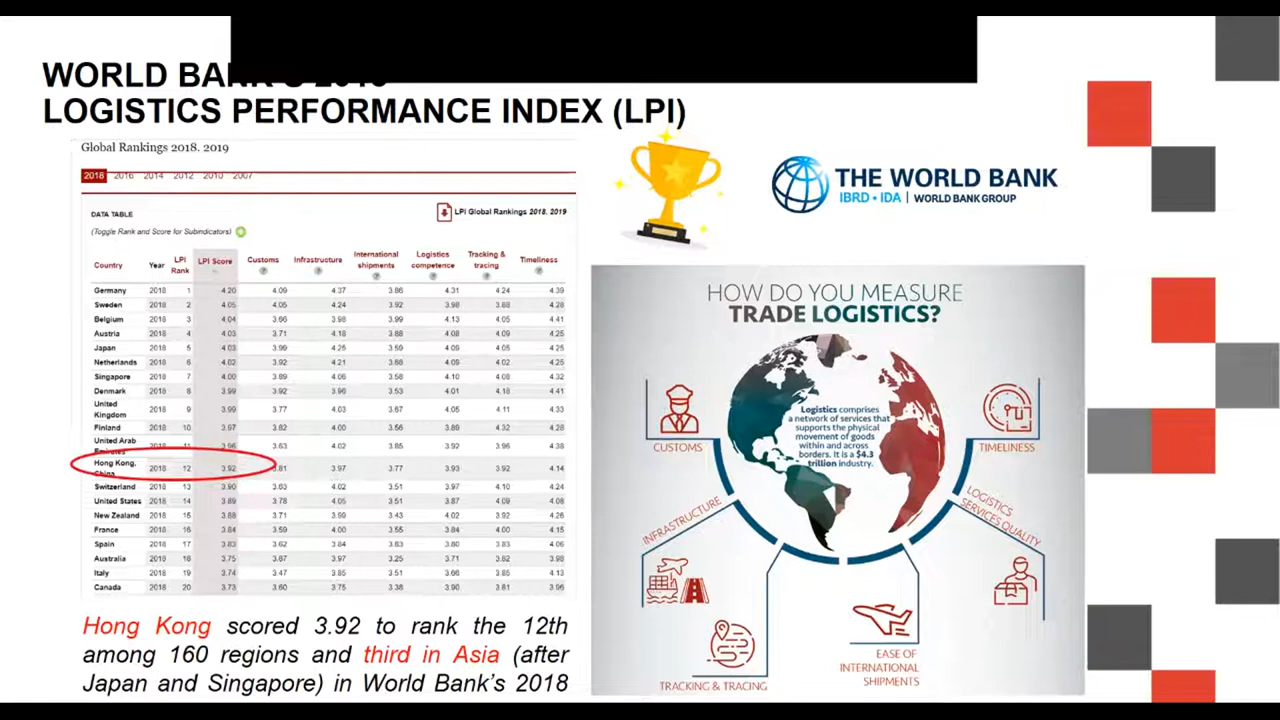 WORLD BANK'S 2018
LOGISTICS PERFORMANCE INDEX (LPI)
Global Rankings 2018. 2019
2018 2016 2014 2012 2010 2007
DATA TABLE
LPI Global Rankings 2018. 2019
(Toggle Rank and Score for Subindicators)
Country Year LPI Rank LPI Score Customs Infrastructure International shipments Logistics competence Tracking & tracing Timeliness
Germany 2018 1 4.20 4.09 4.37 3.86 4.31 4.24 4.39
Sweden 2018 2 4.05 4.05 4.24 3.92 3.98 3.88 4.28
Belgium 2018 3 4.04 3.66 3.98 3.99 4.13 4.05 4.41
Austria 2018 4 4.03 3.71 4.18 3.88 4.08 4.09 4.25
Japan 2018 5 4.03 3.99 4.25 3.59 4.09 4.05 4.25
Netherlands 2018 6 4.02 3.92 4.21 3.68 4.09 4.02 4.25
Singapore 2018 7 4.00 3.89 4.06 3.58 4.10 4.08 4.32
Denmark 2018 8 3.99 3.92 3.96 3.53 4.01 4.18 4.41
United Kingdom 2018 9 3.99 3.77 4.03 3.67 4.05 4.11 4.33
Finland 2018 10 3.97 3.82 4.00 3.56 3.89 4.32 4.28
United Arab Emirates 2018 11 3.96 3.63 4.02 3.85 3.92 3.96 4.38
Hong Kong, China 2018 12 3.92 3.81 3.97 3.77 3.93 3.92 4.14
Switzerland 2018 13 3.90 3.63 4.02 3.51 3.97 4.10 4.24
United States 2018 14 3.89 3.78 4.05 3.51 3.87 4.09 4.08
New Zealand 2018 15 3.88 3.71 3.99 3.43 4.02 3.92 4.26
France 2018 16 3.84 3.59 4.00 3.55 3.84 4.00 4.15
Spain 2018 17 3.83 3.62 3.84 3.83 3.80 3.83 4.06
Australia 2018 18 3.75 3.87 3.97 3.25 3.71 3.82 3.98
Italy 2018 19 3.74 3.47 3.85 3.51 3.66 3.85 4.13
Canada 2018 20 3.73 3.60 3.75 3.38 3.90 3.81 3.96
Hong Kong scored 3.92 to rank the 12th
among 160 regions and third in Asia (after
Japan and Singapore) in World Bank's 2018
THE WORLD BANK
IBRD • IDA | WORLD BANK GROUP
HOW DO YOU MEASURE
TRADE LOGISTICS?
Logistics comprises
a network of services that
supports the physical
movement of goods
within and across
borders. It is a $4.3
trillion industry.
CUSTOMS
TIMELINESS
INFRASTRUCTURE
LOGISTICS
SERVICES QUALITY
TRACKING & TRACING
EASE OF
INTERNATIONAL
SHIPMENTS